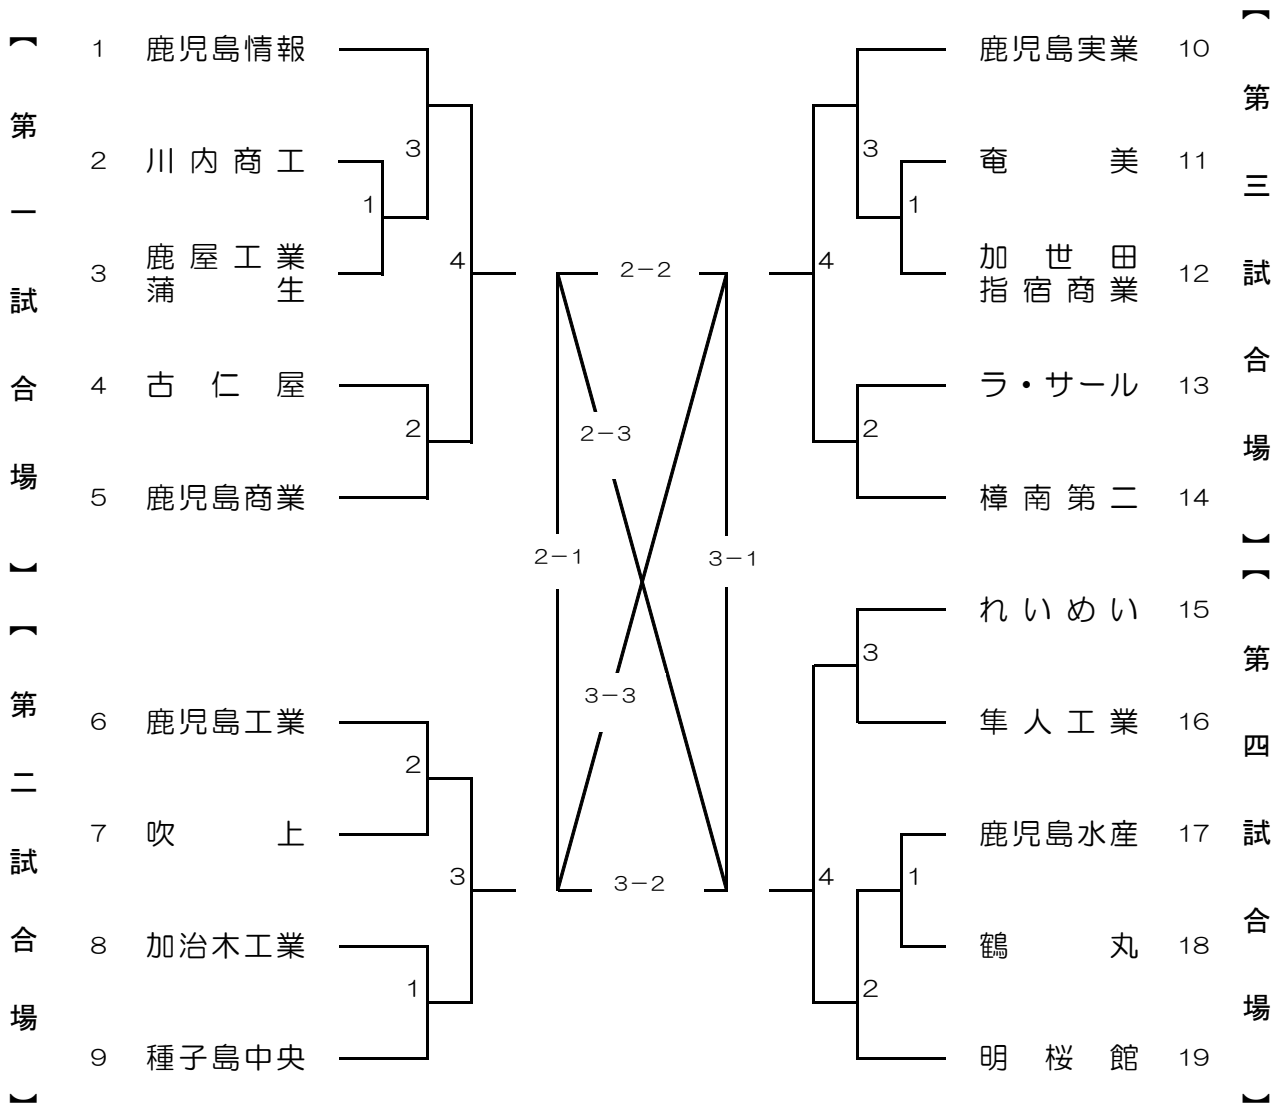 【第一試合場】
1 鹿児島情報
2 川内商工
3 鹿屋工業
蒲生
4 古仁屋
5 鹿児島商業
3
1
4
2
【第二試合場】
6 鹿児島工業
7 吹上
8 加治木工業
9 種子島中央
2
3
1
2-2
2-3
2-1
3-1
3-3
3-2
【第三試合場】
鹿児島実業 10
奄美 11
加世田
指宿商業 12
ラ・サール 13
樟南第二 14
3
1
4
2
【第四試合場】
れいめい 15
隼人工業 16
鹿児島水産 17
鶴丸 18
明桜館 19
3
4
1
2